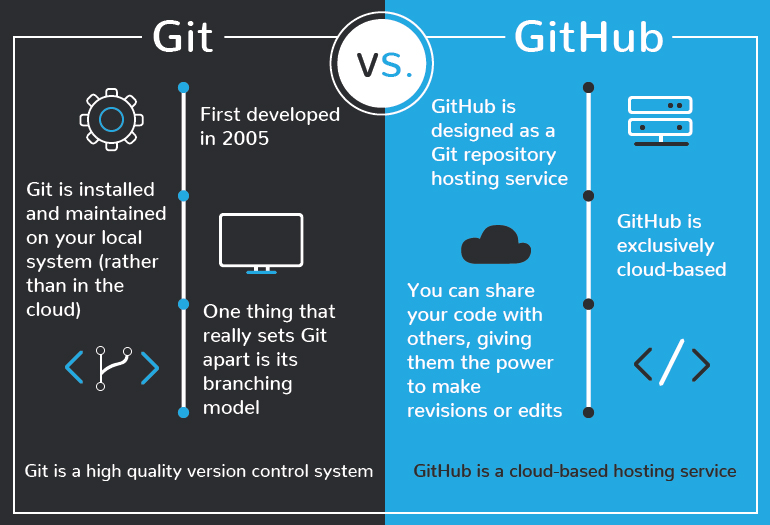 Git
vs.
GitHub
First developed
in 2005
Git is installed
and maintained
on your local
system (rather
than in the
cloud)
One thing that
really sets Git
apart is its
branching
model
Git is a high quality version control system
GitHub is
designed as a
Git repository
hosting service
GitHub is
exclusively
cloud-based
You can share
your code with
others, giving
them the power
to make
revisions or edits
GitHub is a cloud-based hosting service